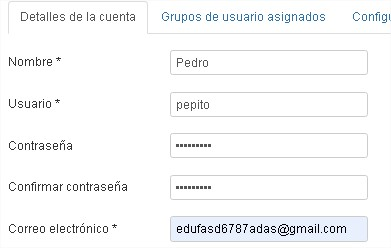 Detalles de la cuenta Grupos de usuario asignados Configu
Nombre * Pedro
Usuario * pepito
Contraseña •••••••••
Confirmar contraseña •••••••••
Correo electrónico * edufasd6787adas@gmail.com